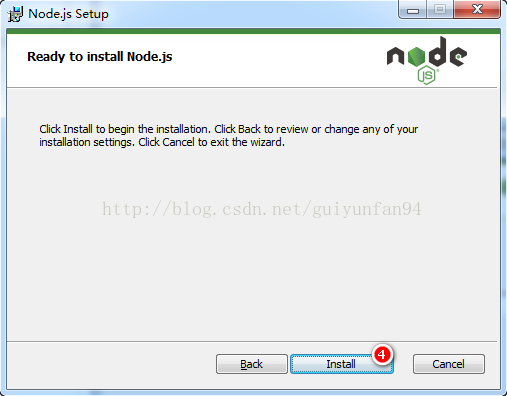 Node.js Setup
Ready to install Node.js
node
JS
Click Install to begin the installation. Click Back to review or change any of your
installation settings. Click Cancel to exit the wizard.
http://blog.csdn.net/guiyunfan94
4
Back
Install
Cancel